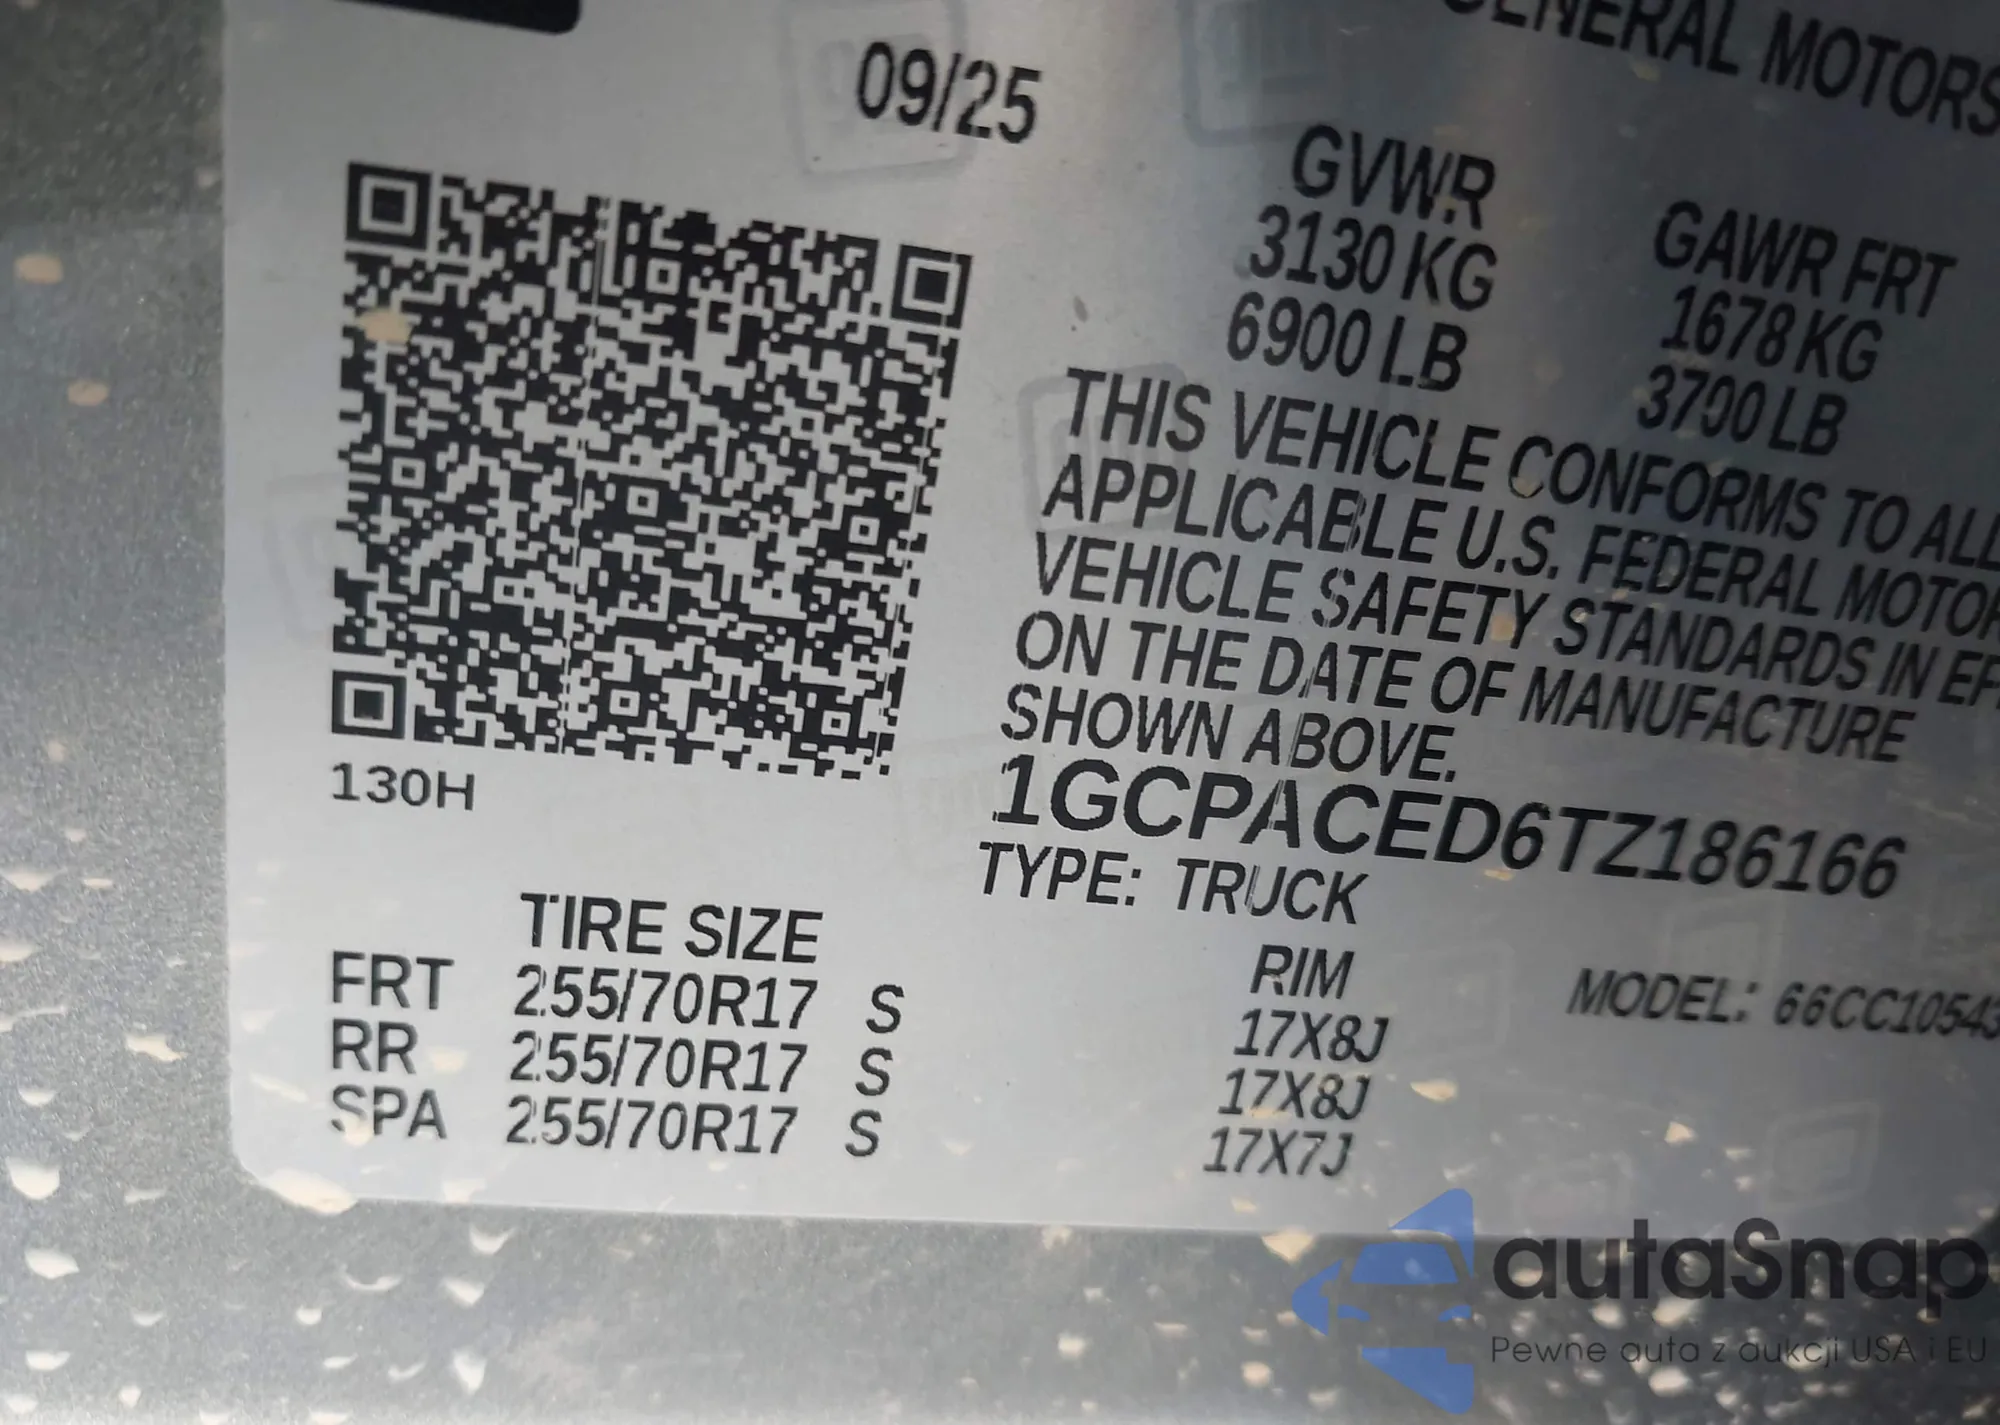 GENERAL MOTORS
09/25
GVWR
3130 KG
6900 LB
GAWR FRT
1678 KG
3700 LB
THIS VEHICLE CONFORMS TO ALL
APPLICABLE U.S. FEDERAL MOTOR
VEHICLE SAFETY STANDARDS IN EF
ON THE DATE OF MANUFACTURE
SHOWN ABOVE.
1GCPACED6TZ186166
TYPE: TRUCK
130H
TIRE SIZE
RIM
MODEL: 66CC10543
FRT 255/70R17 S 17X8J
RR 255/70R17 S 17X8J
SPA 255/70R17 S 17X7J
autaSnap
Pewne auta z aukcji USA i EU